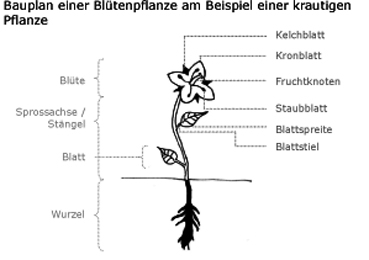 Bauplan einer Blütenpflanze am Beispiel einer krautigen
Pflanze
Kelchblatt
Kronblatt
Blüte
Fruchtknoten
Sprossachse /
Stängel
Staubblatt
Blattspreite
Blattstiel
Blatt
Wurzel